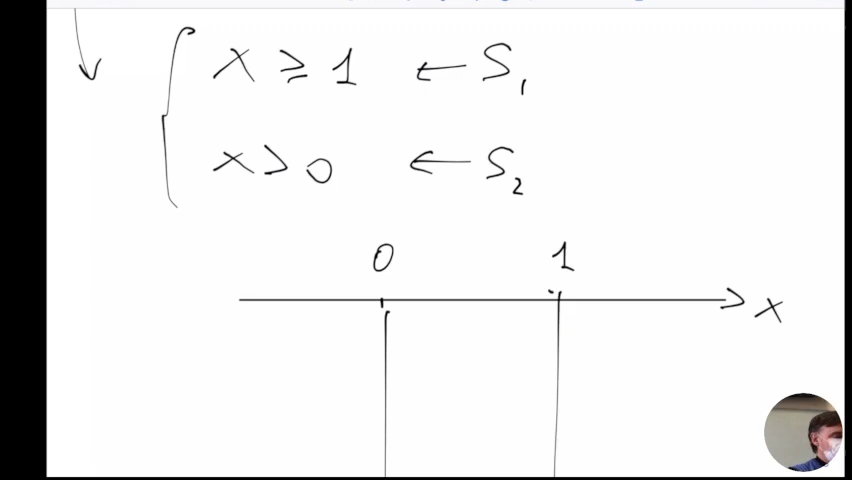 x ≥ 1 ← S₁
x > 0 ← S₂
0 1
x